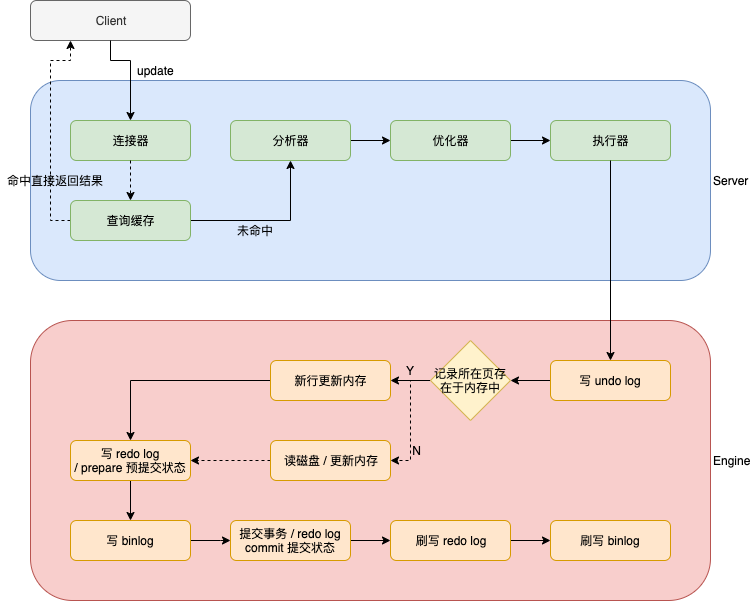 Client
update
连接器
分析器
优化器
执行器
命中直接返回结果
Server
查询缓存
未命中
新行更新内存
Y
记录所在页存
在于内存中
写 undo log
N
写 redo log
/ prepare 预提交状态
读磁盘 / 更新内存
Engine
写 binlog
提交事务 / redo log
commit 提交状态
刷写 redo log
刷写 binlog